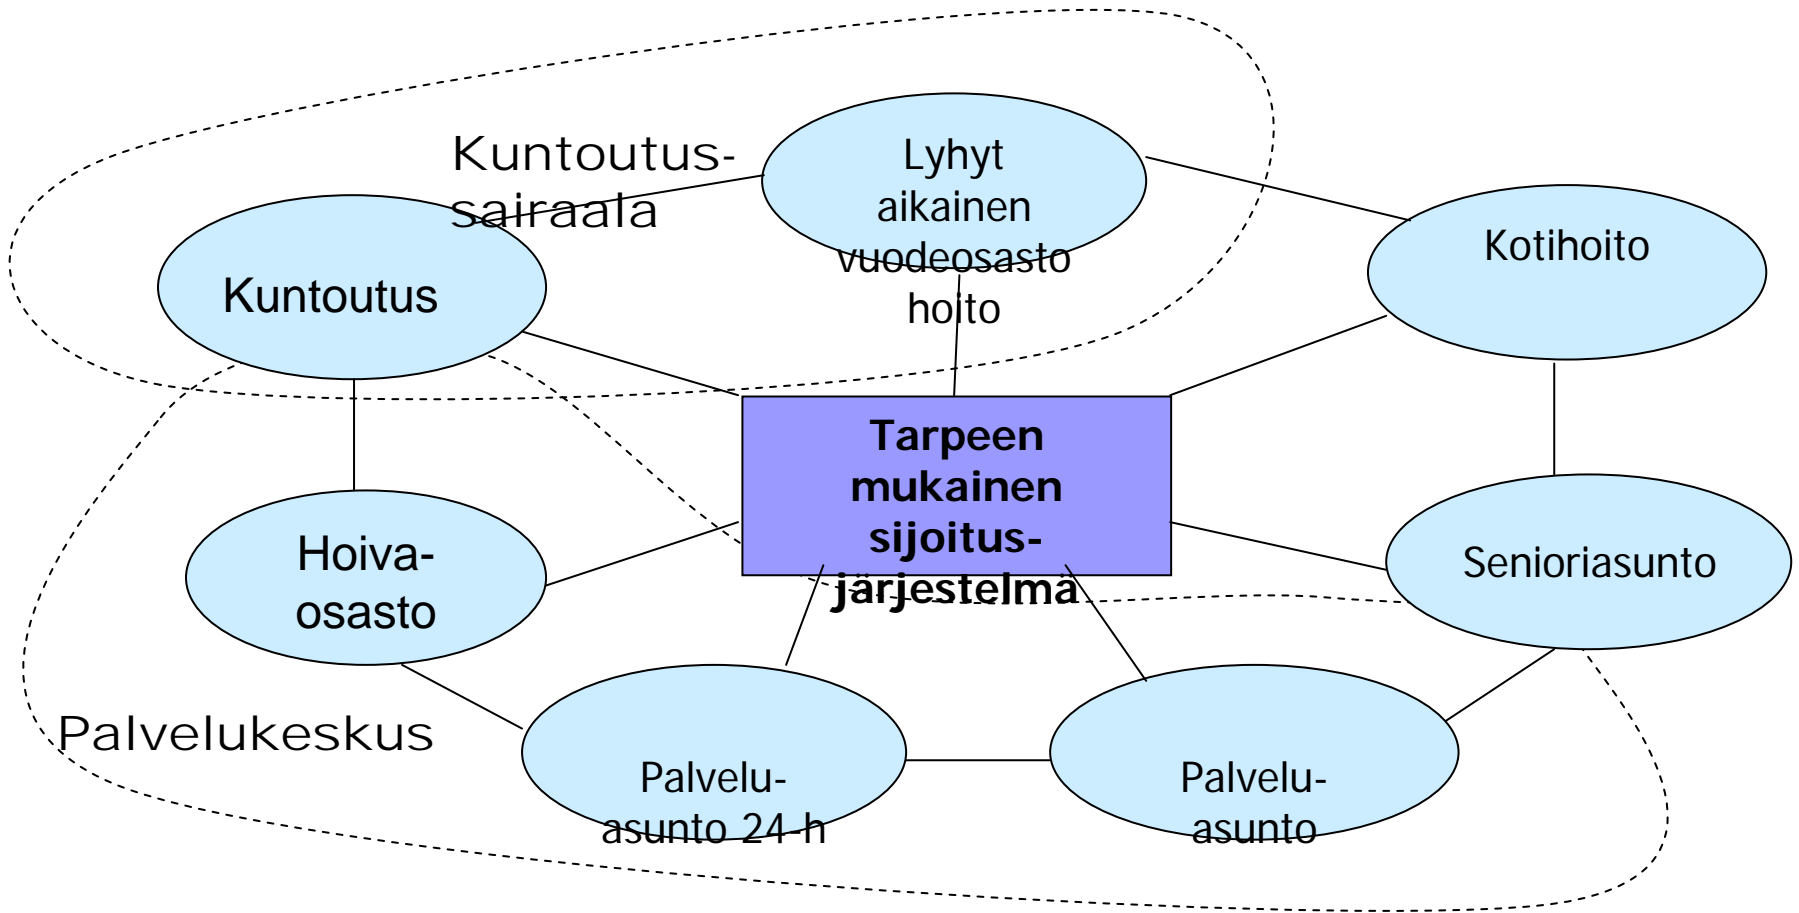 Kuntoutus-
sairaala
Lyhyt
aikainen
vuodeosasto
hoito
Kotihoito
Kuntoutus
Tarpeen
mukainen
sijoitus-
järjestelmä
Hoiva-
osasto
Senioriasunto
Palvelukeskus
Palvelu-
asunto 24-h
Palvelu-
asunto